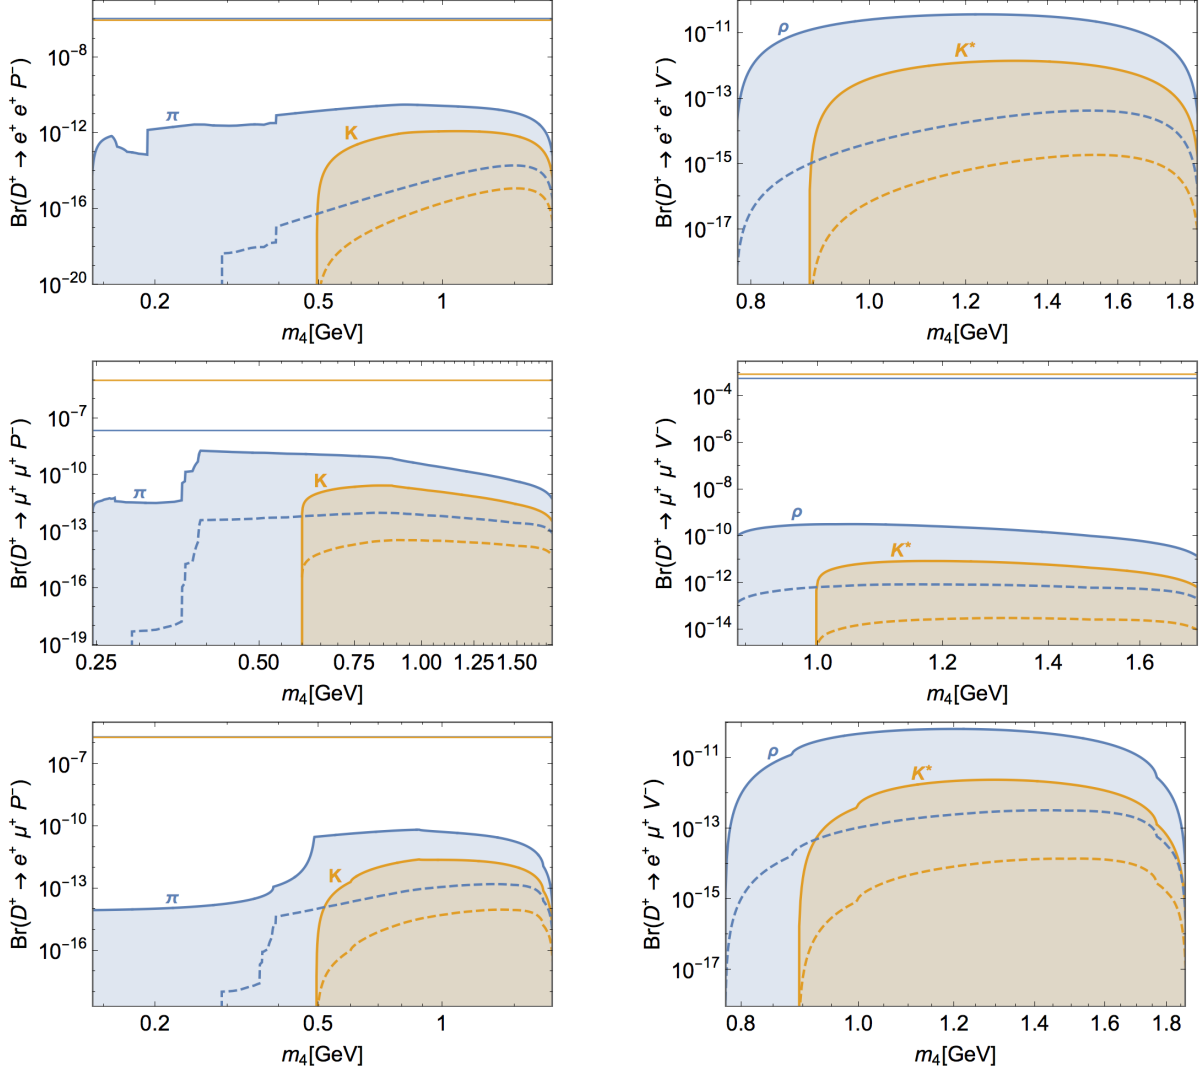 Br(D⁺ → e⁺ e⁺ P⁻)
10⁻⁸
10⁻¹²
10⁻¹⁶
10⁻²⁰
π
K
0.2 0.5 1
m₄[GeV]
Br(D⁺ → e⁺ e⁺ V⁻)
10⁻¹¹
10⁻¹³
10⁻¹⁵
10⁻¹⁷
ρ
K*
0.8 1.0 1.2 1.4 1.6 1.8
m₄[GeV]
Br(D⁺ → μ⁺ μ⁺ P⁻)
10⁻⁷
10⁻¹⁰
10⁻¹³
10⁻¹⁶
10⁻¹⁹
π
K
0.25 0.50 0.75 1.00 1.25 1.50
m₄[GeV]
Br(D⁺ → μ⁺ μ⁺ V⁻)
10⁻⁴
10⁻⁶
10⁻⁸
10⁻¹⁰
10⁻¹²
10⁻¹⁴
ρ
K*
1.0 1.2 1.4 1.6
m₄[GeV]
Br(D⁺ → e⁺ μ⁺ P⁻)
10⁻⁷
10⁻¹⁰
10⁻¹³
10⁻¹⁶
π
K
0.2 0.5 1
m₄[GeV]
Br(D⁺ → e⁺ μ⁺ V⁻)
10⁻¹¹
10⁻¹³
10⁻¹⁵
10⁻¹⁷
ρ
K*
0.8 1.0 1.2 1.4 1.6 1.8
m₄[GeV]